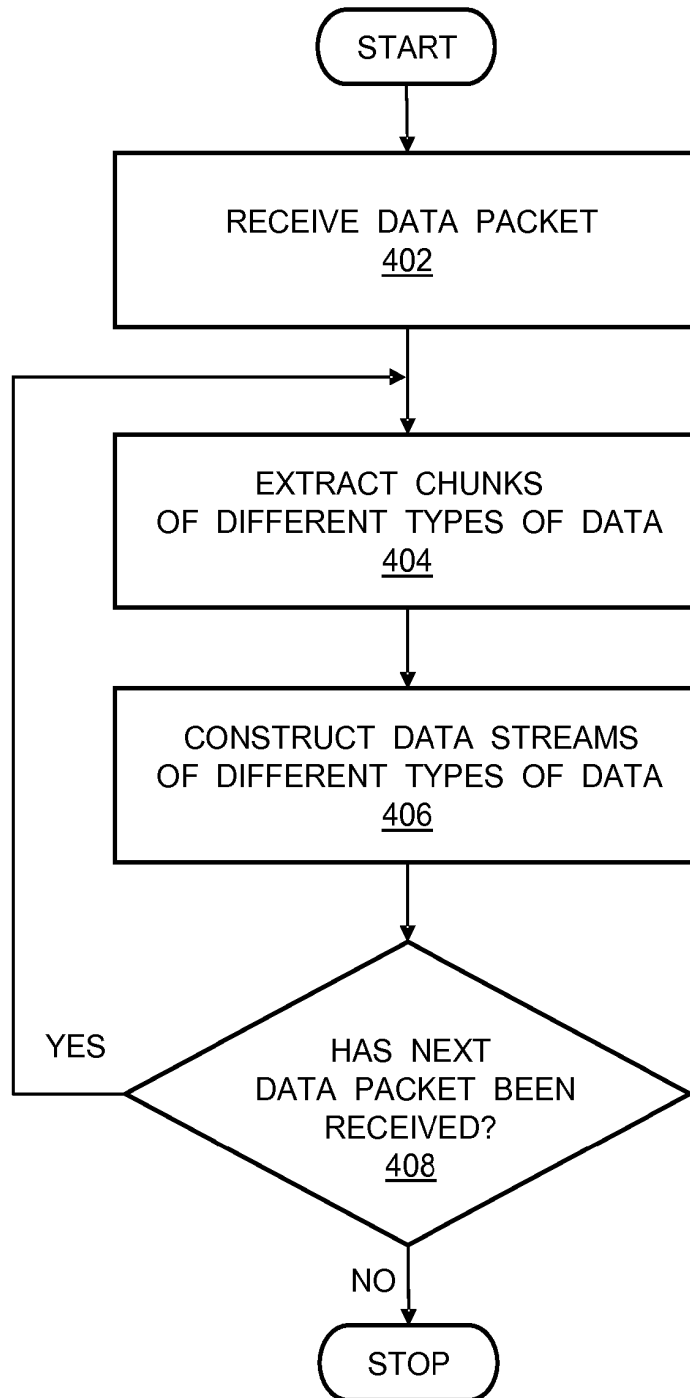 START
RECEIVE DATA PACKET
402
EXTRACT CHUNKS
OF DIFFERENT TYPES OF DATA
404
CONSTRUCT DATA STREAMS
OF DIFFERENT TYPES OF DATA
406
YES
HAS NEXT
DATA PACKET BEEN
RECEIVED?
408
NO
STOP